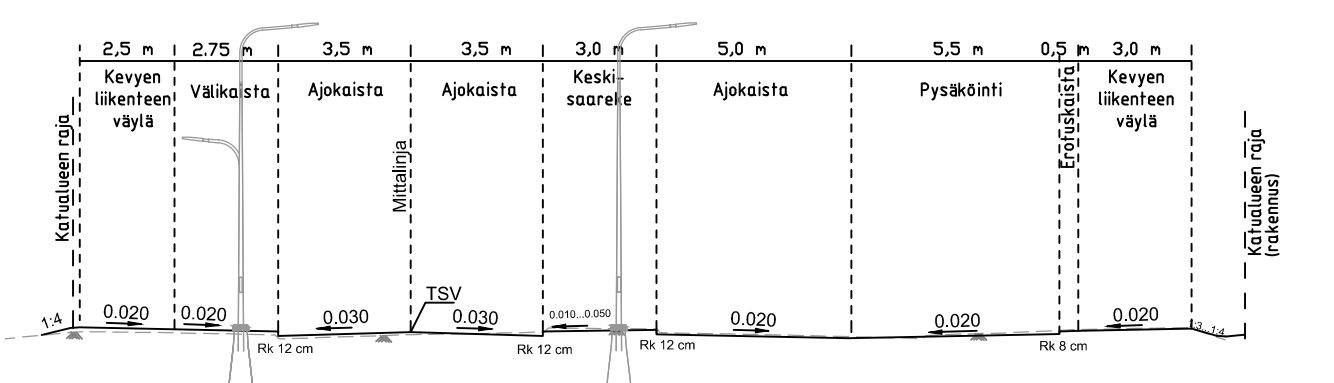 2,5 m
2.75 m
3,5 m
3,5 m
3,0 m
5,0 m
5,5 m
0,5 m
3,0 m
Kevyen
liikenteen
väylä
Välikaista
Ajokaista
Ajokaista
Keski-
saareke
Ajokaista
Pysäköinti
Erotuskaista
Kevyen
liikenteen
väylä
Katualueen raja
Mittalinja
Katualueen raja
(rakennus)
TSV
1:4
0.020
0.020
0.030
0.030
0.010...0.050
0.020
0.020
0.020
1:3...1:4
Rk 12 cm
Rk 12 cm
Rk 12 cm
Rk 8 cm